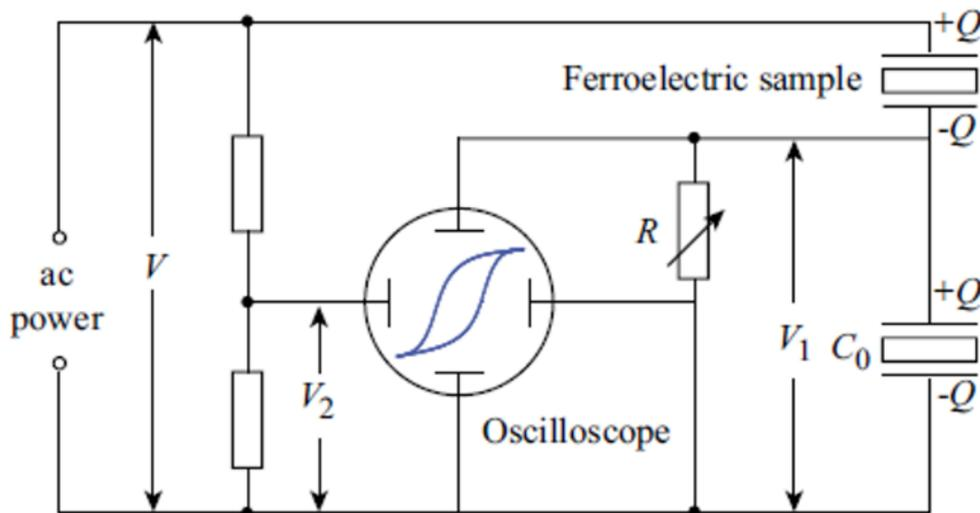 +Q
Ferroelectric sample
-Q
R
ac
power
V
+Q
V1
C0
-Q
V2
Oscilloscope